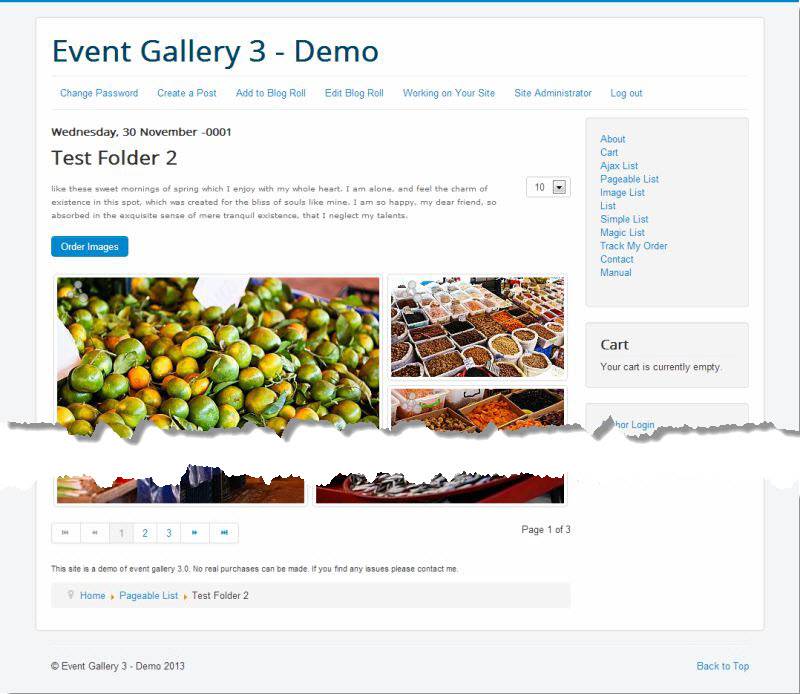 Event Gallery 3 - Demo
Change Password Create a Post Add to Blog Roll Edit Blog Roll Working on Your Site Site Administrator Log out
Wednesday, 30 November -0001
Test Folder 2
like these sweet mornings of spring which I enjoy with my whole heart. I am alone, and feel the charm of
existence in this spot, which was created for the bliss of souls like mine. I am so happy, my dear friend, so
absorbed in the exquisite sense of mere tranquil existence, that I neglect my talents.
10
Order Images
About
Cart
Ajax List
Pageable List
Image List
List
Simple List
Magic List
Track My Order
Contact
Manual
Cart
Your cart is currently empty.
hor Login
1 2 3
Page 1 of 3
This site is a demo of event gallery 3.0. No real purchases can be made. If you find any issues please contact me.
Home Pageable List Test Folder 2
© Event Gallery 3 - Demo 2013
Back to Top